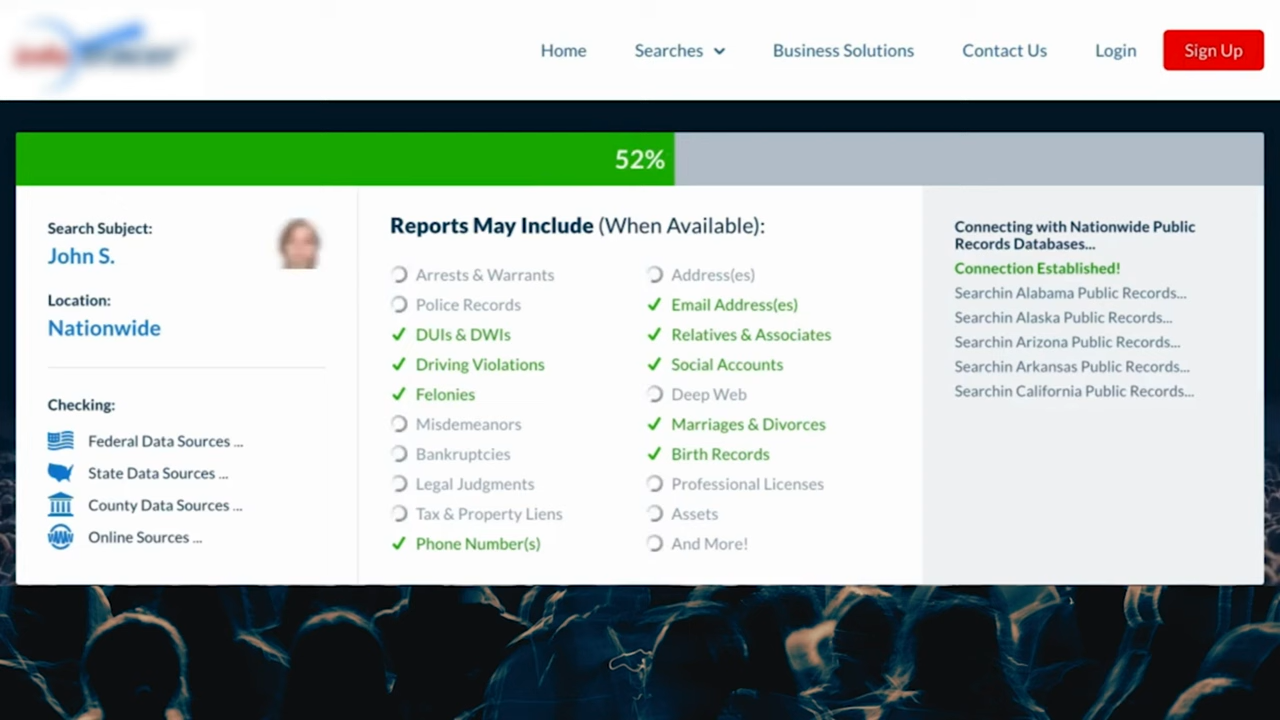 Home
Searches
Business Solutions
Contact Us
Login
Sign Up
52%
Search Subject:
John S.
Location:
Nationwide
Checking:
Federal Data Sources ...
State Data Sources ...
County Data Sources ...
Online Sources ...
Reports May Include (When Available):
Arrests & Warrants
Police Records
DUIs & DWIs
Driving Violations
Felonies
Misdemeanors
Bankruptcies
Legal Judgments
Tax & Property Liens
Phone Number(s)
Address(es)
Email Address(es)
Relatives & Associates
Social Accounts
Deep Web
Marriages & Divorces
Birth Records
Professional Licenses
Assets
And More!
Connecting with Nationwide Public
Records Databases...
Connection Established!
Searchin Alabama Public Records...
Searchin Alaska Public Records...
Searchin Arizona Public Records...
Searchin Arkansas Public Records...
Searchin California Public Records...